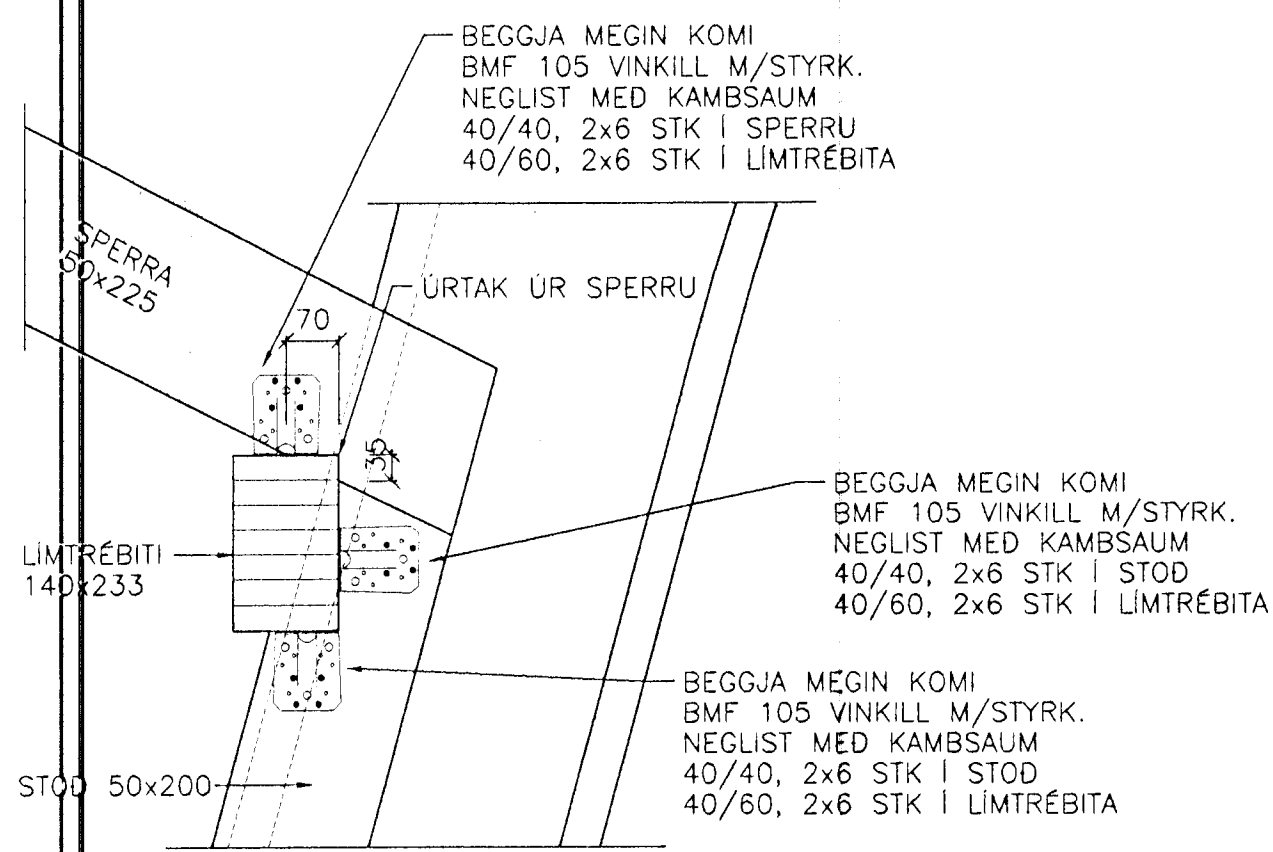 BEGGJA MEGIN KOMI
BMF 105 VINKILL M/STYRK.
NEGLIST MED KAMBSAUM
40/40, 2x6 STK Í SPERRU
40/60, 2x6 STK Í LÍMTRÉBITA
SPERRA
50x225
ÚRTAK ÚR SPERRU
70
35
BEGGJA MEGIN KOMI
BMF 105 VINKILL M/STYRK.
NEGLIST MED KAMBSAUM
40/40, 2x6 STK Í STOD
40/60, 2x6 STK Í LÍMTRÉBITA
LÍMTRÉBITI
140x233
BEGGJA MEGIN KOMI
BMF 105 VINKILL M/STYRK.
NEGLIST MED KAMBSAUM
40/40, 2x6 STK Í STOD
40/60, 2x6 STK Í LÍMTRÉBITA
STOD 50x200